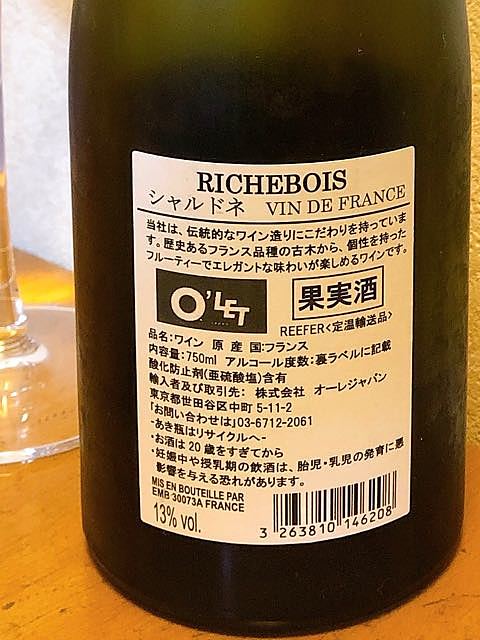 RICHEBOIS
シャルドネ VIN DE FRANCE
当社は、伝統的なワイン造りにこだわりを持っていま
す。歴史あるフランス品種の古木から、個性を持った
フルーティーでエレガントな味わいが楽しめるワインです。
O'LET
果実酒
REEFER<定温輸送品>
品名:ワイン 原産国:フランス
内容量:750ml アルコール度数:裏ラベルに記載
酸化防止剤(亜硫酸塩)含有
輸入者及び取引先: 株式会社 オーレジャパン
東京都世田谷区中町 5-11-2
「お問い合わせは」03-6712-2061
-あき瓶はリサイクルへ-
・お酒は20歳をすぎてから
・妊娠中や授乳期の飲酒は、胎児・乳児の発育に悪
影響を与える恐れがあります。
MIS EN BOUTEILLE PAR
EMB 30073A FRANCE
13% vol.
3 263810 146208